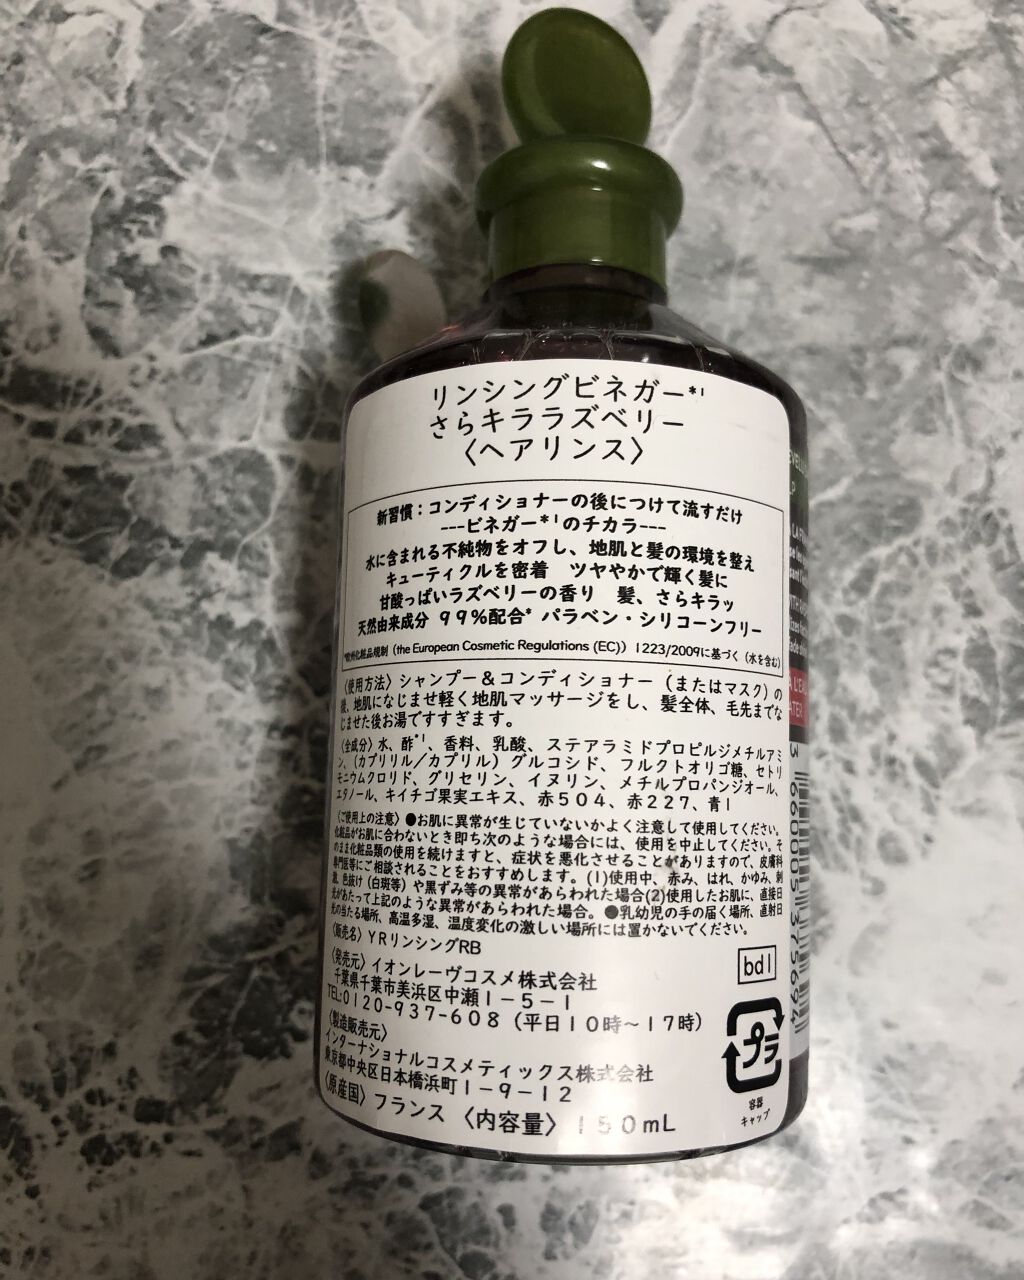 リンシングビネガー*¹
さらキララズベリー
〈ヘアリンス〉
新習慣：コンディショナーの後につけて流すだけ
---ビネガー*¹のチカラ---
水に含まれる不純物をオフし、地肌と髪の環境を整え
キューティクルを密着　ツヤやかで輝く髪に
甘酸っぱいラズベリーの香り　髪、さらキラッ
天然由来成分 99%配合* パラベン・シリコーンフリー
*欧州化粧品規制（the European Cosmetic Regulations (EC)）1223/2009に基づく（水を含む）
〈使用方法〉シャンプー＆コンディショナー（またはマスク）の
後、地肌になじませ軽く地肌マッサージをし、髪全体、毛先までな
じませた後お湯ですすぎます。
〈全成分〉水、酢*¹、香料、乳酸、ステアラミドプロピルジメチルアミ
ン、（カプリリル／カプリル）グルコシド、フルクトオリゴ糖、セトリ
モニウムクロリド、グリセリン、イヌリン、メチルプロパンジオール、
エタノール、キイチゴ果実エキス、赤504、赤227、青1
〈ご使用上の注意〉●お肌に異常が生じていないかよく注意して使用してください。
化粧品がお肌に合わないとき即ち次のような場合には、使用を中止してください。そ
のまま化粧品類の使用を続けますと、症状を悪化させることがありますので、皮膚科
専門医等にご相談されることをおすすめします。(1)使用中、赤み、はれ、かゆみ、刺
激、色抜け（白斑等）や黒ずみ等の異常があらわれた場合(2)使用したお肌に、直接日
光があたって上記のような異常があらわれた場合。●乳幼児の手の届く場所、直射日
光の当たる場所、高温多湿、温度変化の激しい場所には置かないでください。
〈販売名〉YRリンシングRB
〈発売元〉イオンレーヴコスメ株式会社
千葉県千葉市美浜区中瀬1－5－1
TEL:0120-937-608（平日10時～17時）
〈製造販売元〉
インターナショナルコスメティックス株式会社
東京都中央区日本橋浜町1－9－12
〈原産国〉フランス〈内容量〉150mL
bd1
プラ
容器
キャップ
3 660005 375694